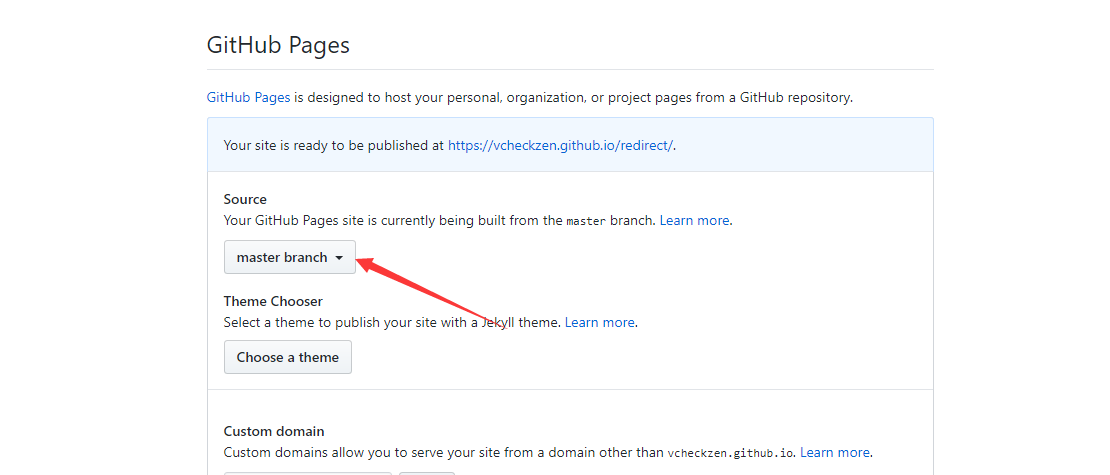 GitHub Pages
GitHub Pages is designed to host your personal, organization, or project pages from a GitHub repository.
Your site is ready to be published at https://vcheckzen.github.io/redirect/.
Source
Your GitHub Pages site is currently being built from the master branch. Learn more.
master branch
Theme Chooser
Select a theme to publish your site with a Jekyll theme. Learn more.
Choose a theme
Custom domain
Custom domains allow you to serve your site from a domain other than vcheckzen.github.io. Learn more.